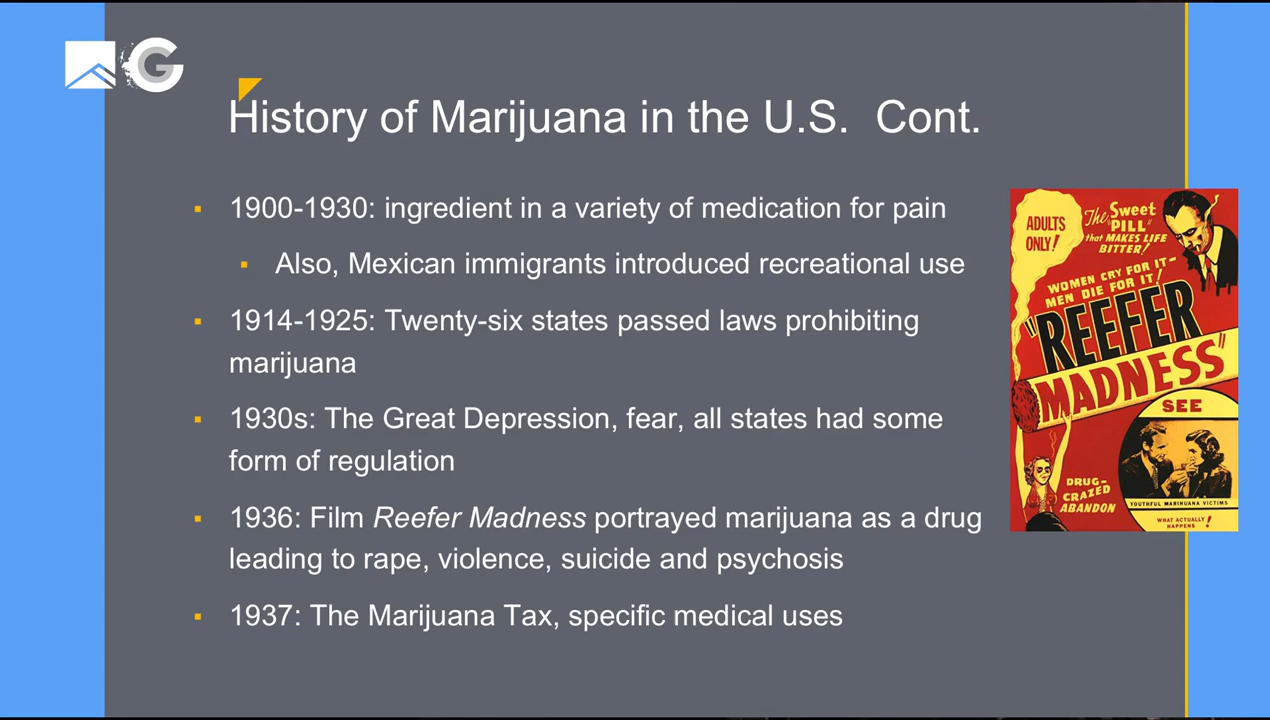 G
History of Marijuana in the U.S. Cont.
1900-1930: ingredient in a variety of medication for pain
Also, Mexican immigrants introduced recreational use
1914-1925: Twenty-six states passed laws prohibiting
marijuana
1930s: The Great Depression, fear, all states had some
form of regulation
1936: Film Reefer Madness portrayed marijuana as a drug
leading to rape, violence, suicide and psychosis
1937: The Marijuana Tax, specific medical uses
ADULTS
ONLY!
The Sweet
"PILL"
that MAKES LIFE
BITTER!
WOMEN CRY FOR IT-
MEN DIE FOR IT!
"REEFER
MADNESS"
SEE
DRUG-
CRAZED
ABANDON
YOUTHFUL MARIHUANA VICTIMS
WHAT ACTUALLY
HAPPENS!